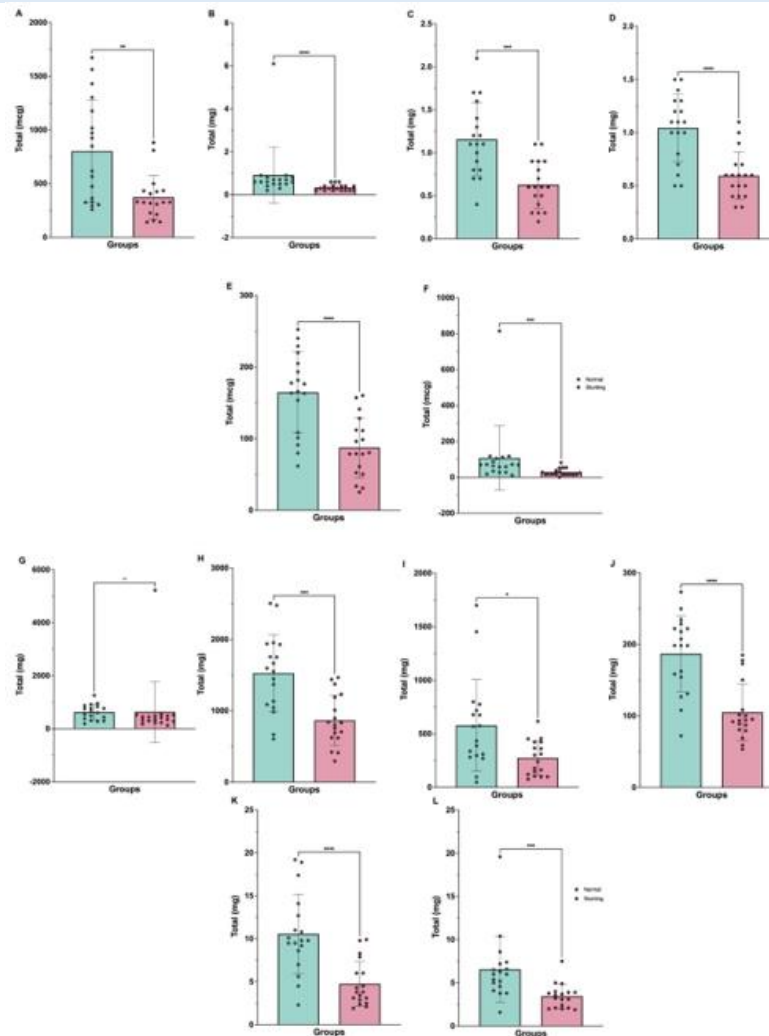 A
Total (mcg)
2000
1500
1000
500
0
**
Groups
B
Total (mg)
8
6
4
2
0
-2
****
Groups
C
Total (mg)
2.5
2.0
1.5
1.0
0.5
0.0
***
Groups
D
Total (mg)
2.0
1.5
1.0
0.5
0.0
****
Groups
E
Total (mcg)
300
200
100
0
****
Groups
F
Total (mcg)
1000
800
600
400
200
0
-200
Groups
Normal
Stunting
G
Total (mg)
6000
4000
2000
0
-2000
Groups
H
Total (mg)
3000
2000
1000
0
Groups
I
Total (mg)
2000
1500
1000
500
0
*
Groups
J
Total (mg)
300
200
100
0
****
Groups
K
Total (mg)
25
20
15
10
5
0
Groups
L
Total (mg)
25
20
15
10
5
0
Groups
Normal
Stunting